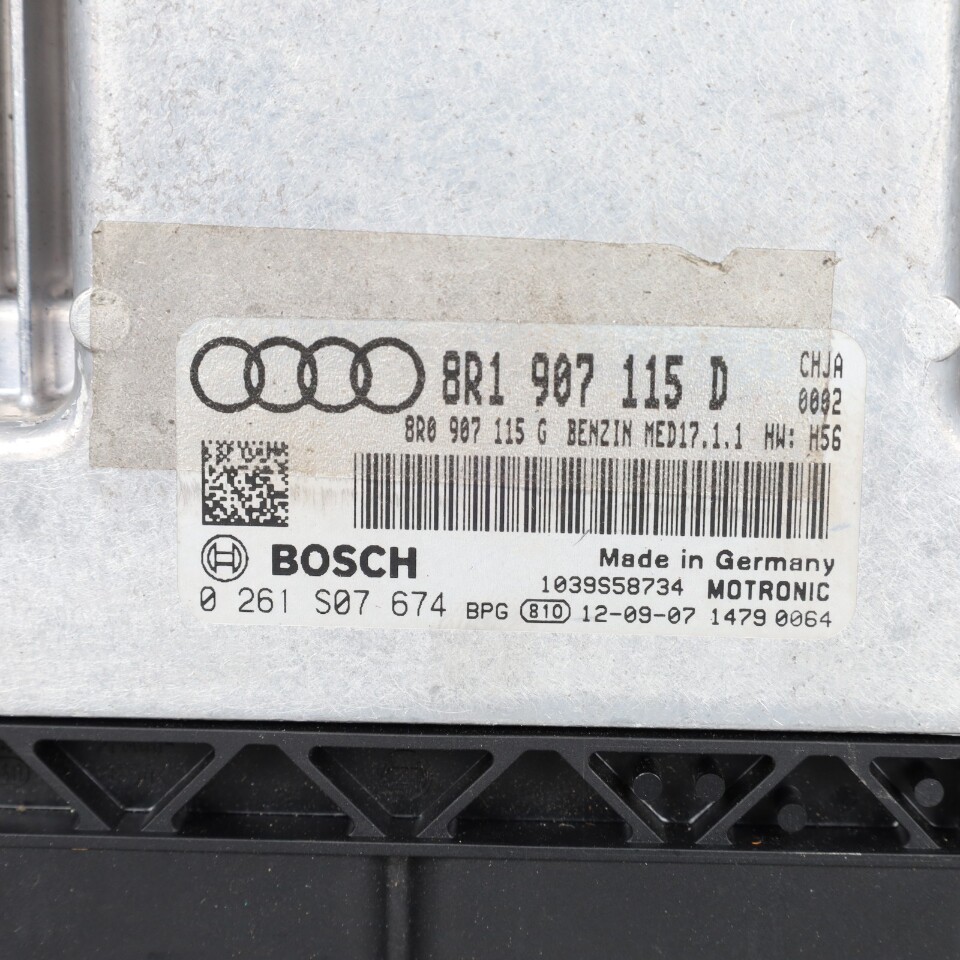 8R1 907 115 D CHJA
0002
8R0 907 115 G BENZIN MED17.1.1 HW: H56
BOSCH Made in Germany
1039S58734 MOTRONIC
0 261 S07 674 BPG 810 12-09-07 1479 0064